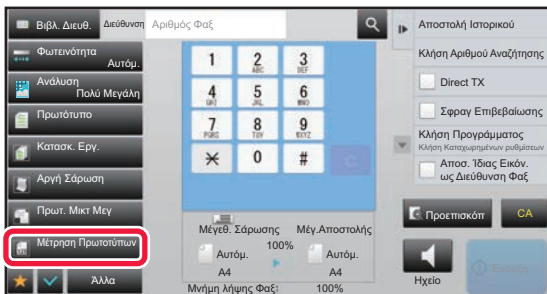 Βιβλ. Διευθ.
Διεύθυνση
Αριθμός Φαξ
Φωτεινότητα
Αυτόμ.
Ανάλυση
Πολύ Μεγάλη
Πρωτότυπο
Κατασκ. Εργ.
Αργή Σάρωση
Πρωτ. Μικτ Μεγ
Μέτρηση Πρωτοτύπων
Άλλα
1
2
ABC
3
DEF
4
GHI
5
JKL
6
MNO
7
PQRS
8
TUV
9
WXYZ
0
#
C
Μέγεθ. Σάρωσης
Μέγ.Αποστολής
100%
Αυτόμ.
A4
Αυτόμ.
A4
Μνήμη λήψης Φαξ:
100%
Αποστολή Ιστορικού
Κλήση Αριθμού Αναζήτησης
Direct TX
Σφραγ Επιβεβαίωσης
Κλήση Προγράμματος
Κλήση Καταχωρημένων ρυθμίσεων
Αποσ. Ίδιας Εικόν.
ως Διεύθυνση Φαξ
Προεπισκόπ
CA
Ηχείο
Έναρξη